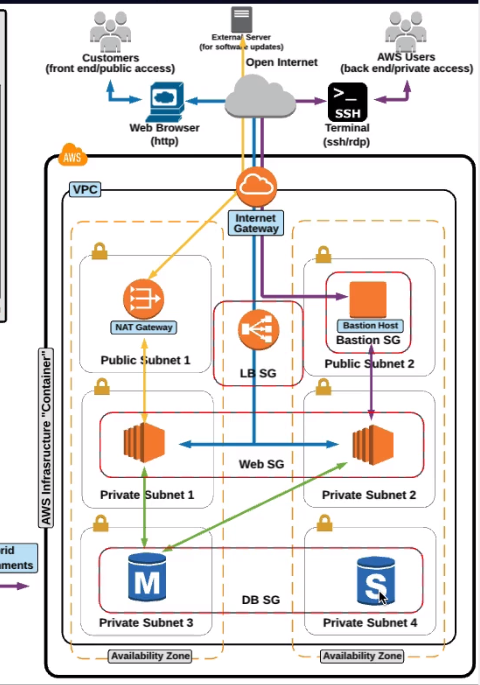 External Server
(for software updates)
Customers
(front end/public access)
AWS Users
(back end/private access)
Open Internet
>_
SSH
Web Browser
(http)
Terminal
(ssh/rdp)
AWS
VPC
Internet
Gateway
NAT Gateway
Bastion Host
Bastion SG
Public Subnet 1
LB SG
Public Subnet 2
AWS Infrasructure "Container"
Web SG
Private Subnet 1
Private Subnet 2
M
S
DB SG
Private Subnet 3
Private Subnet 4
Availability Zone
Availability Zone